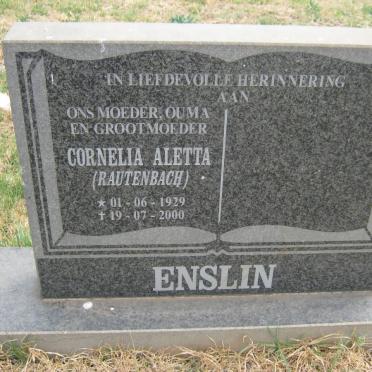 IN LIEFDEVOLLE HERINNERING
AAN
ONS MOEDER, OUMA
EN GROOTMOEDER
CORNELIA ALETTA
(RAUTENBACH)
★ 01 - 06 - 1929
✝ 19 - 07 - 2000
ENSLIN